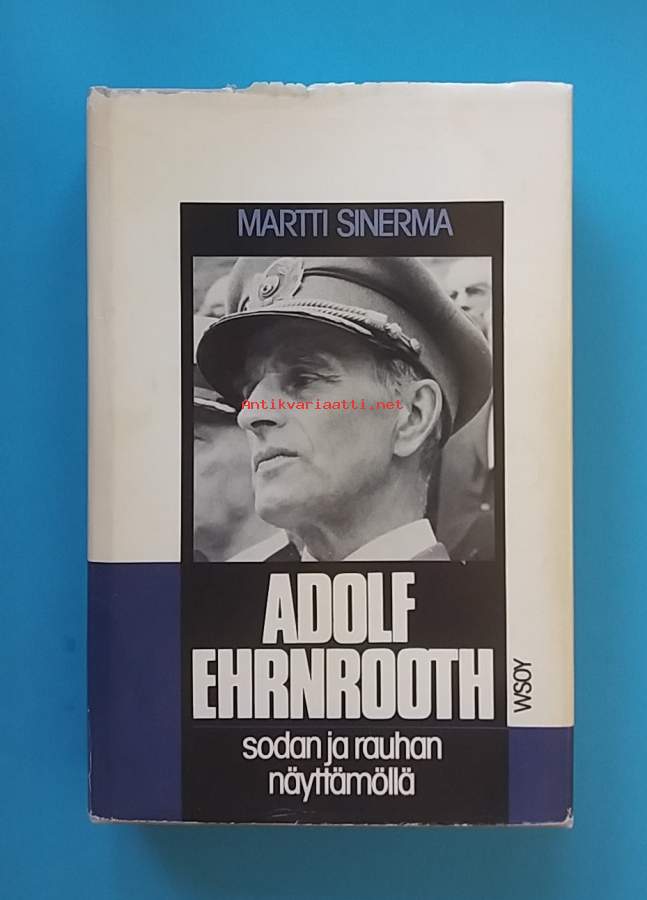 MARTTI SINERMA
Antikvariaatti.net
ADOLF
EHRNROOTH
WSOY
sodan ja rauhan
näyttämöllä